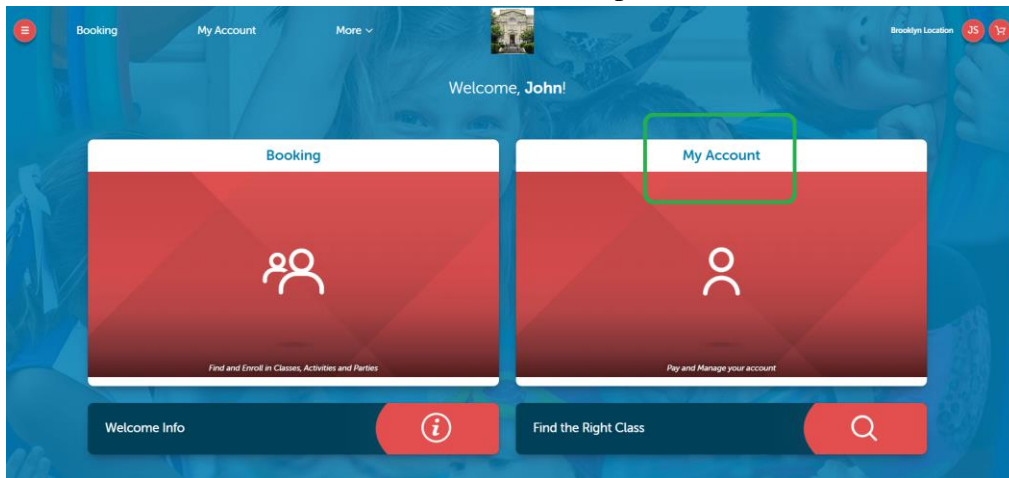 Booking My Account More Brooklyn Location JS
Welcome, John!
Booking
My Account
Find and Enroll in Classes, Activities and Parties
Pay and Manage your account
Welcome Info
Find the Right Class